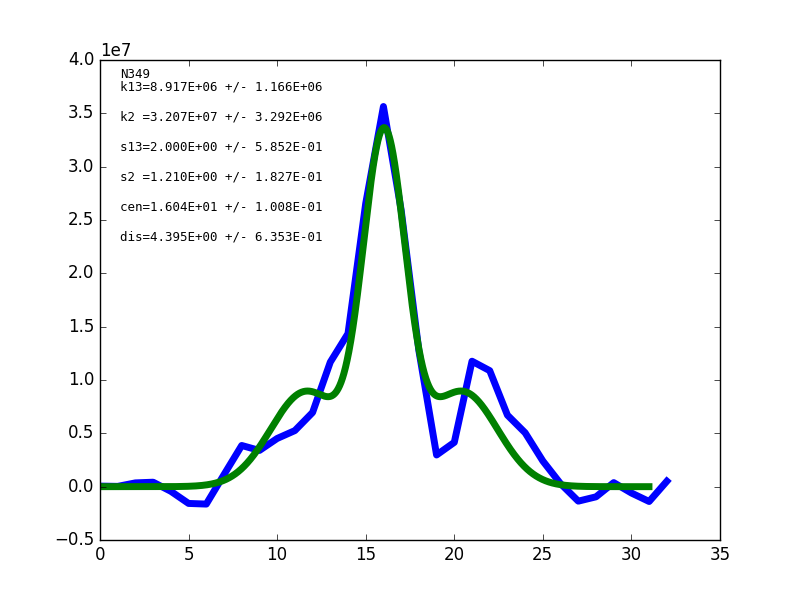 1e7
N349
k13=8.917E+06 +/- 1.166E+06
k2 =3.207E+07 +/- 3.292E+06
s13=2.000E+00 +/- 5.852E-01
s2 =1.210E+00 +/- 1.827E-01
cen=1.604E+01 +/- 1.008E-01
dis=4.395E+00 +/- 6.353E-01
4.0
3.5
3.0
2.5
2.0
1.5
1.0
0.5
0.0
−0.5
0 5 10 15 20 25 30 35